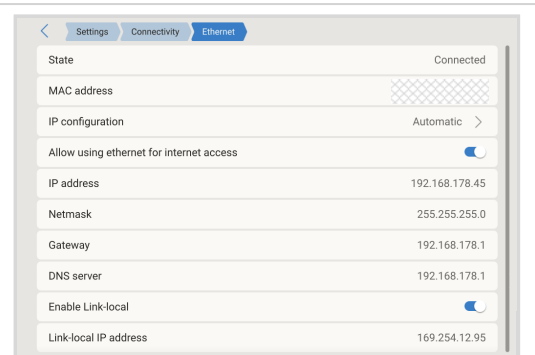 Settings Connectivity Ethernet
State Connected
MAC address
IP configuration Automatic
Allow using ethernet for internet access
IP address 192.168.178.45
Netmask 255.255.255.0
Gateway 192.168.178.1
DNS server 192.168.178.1
Enable Link-local
Link-local IP address 169.254.12.95